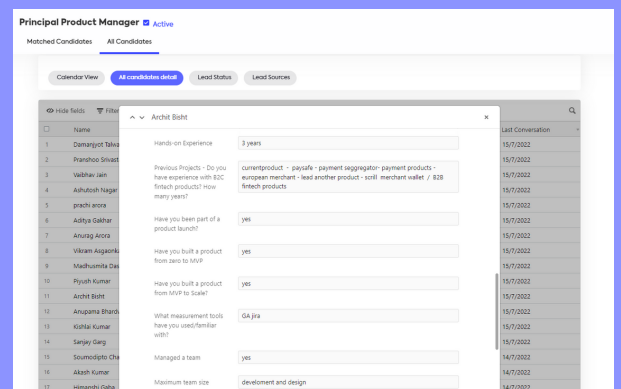 Principal Product Manager Active
Matched Candidates All Candidates
Calendar View All candidates detail Lead Status Lead Sources
Hide fields Filter
Archit Bisht ×
Name Last Conversation
Hands-on Experience 3 years
1 Damanjyot Talwa 15/7/2022
2 Pranshoo Srivast 15/7/2022
3 Vaibhav Jain 15/7/2022
4 Ashutosh Nagar 15/7/2022
5 prachi arora 15/7/2022
6 Aditya Gakhar 15/7/2022
7 Anurag Arora 15/7/2022
8 Vikram Asgaonk 15/7/2022
9 Madhusmita Das 15/7/2022
10 Piyush Kumar 15/7/2022
11 Archit Bisht 15/7/2022
12 Anupama Bhard 15/7/2022
13 Kishlai Kumar 15/7/2022
14 Sanjay Garg 15/7/2022
15 Soumodipto Cha 14/7/2022
16 Akash Kumar 14/7/2022
17 Himanshi Gaba 14/7/2022
Previous Projects - Do you
have experience with B2C
fintech products? How
many years?
currentproduct - paysafe - payment seggregator- payment products -
european merchant - lead another product - scrill merchant wallet / B2B
fintech products
Have you been part of a
product launch?
yes
Have you built a product
from zero to MVP
yes
Have you built a product
from MVP to Scale?
yes
What measurement tools
have you used/familiar
with?
GA jira
Managed a team yes
Maximum team size develoment and design